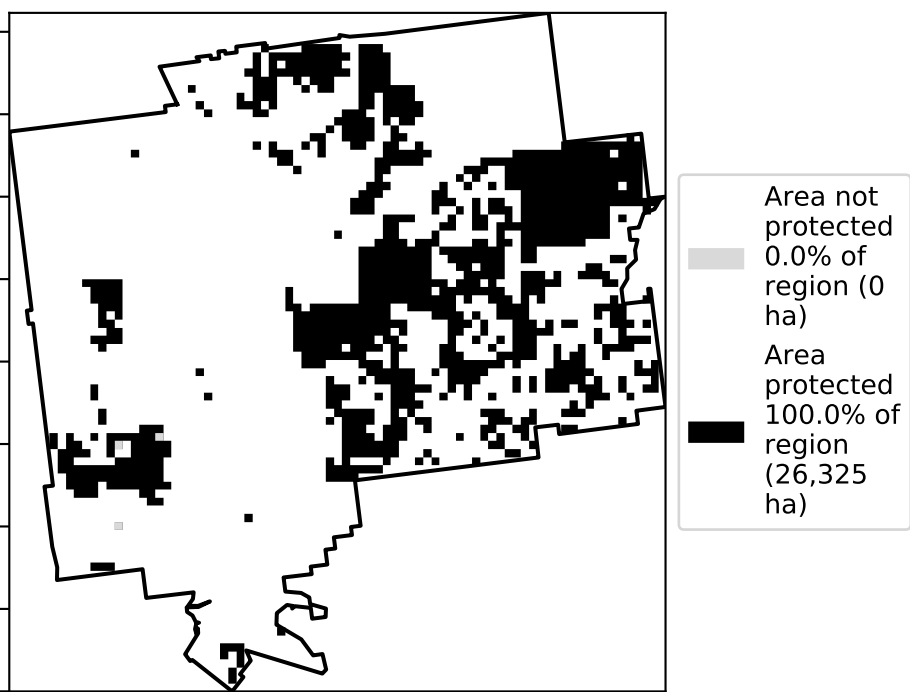 Area not
protected
0.0% of
region (0
ha)
Area
protected
100.0% of
region
(26,325
ha)